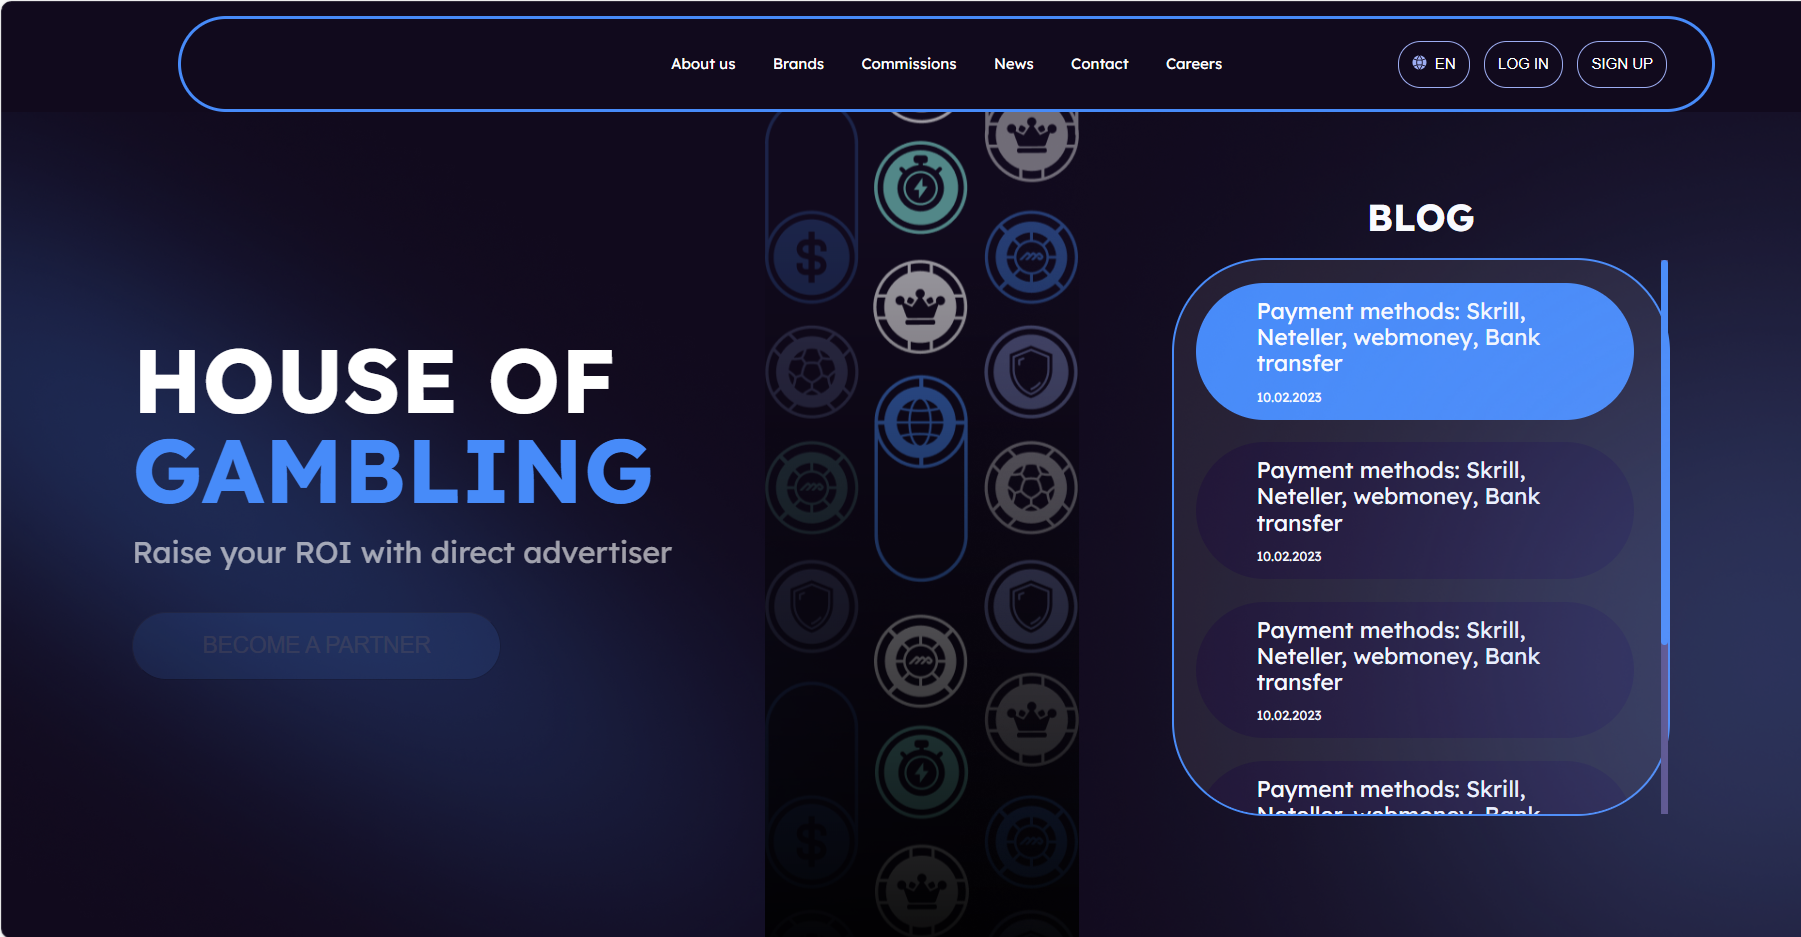 About us Brands Commissions News Contact Careers EN LOG IN SIGN UP
HOUSE OF
GAMBLING
Raise your ROI with direct advertiser
BECOME A PARTNER
$
$
BLOG
Payment methods: Skrill,
Neteller, webmoney, Bank
transfer
10.02.2023
Payment methods: Skrill,
Neteller, webmoney, Bank
transfer
10.02.2023
Payment methods: Skrill,
Neteller, webmoney, Bank
transfer
10.02.2023
Payment methods: Skrill,
Neteller, webmoney, Bank